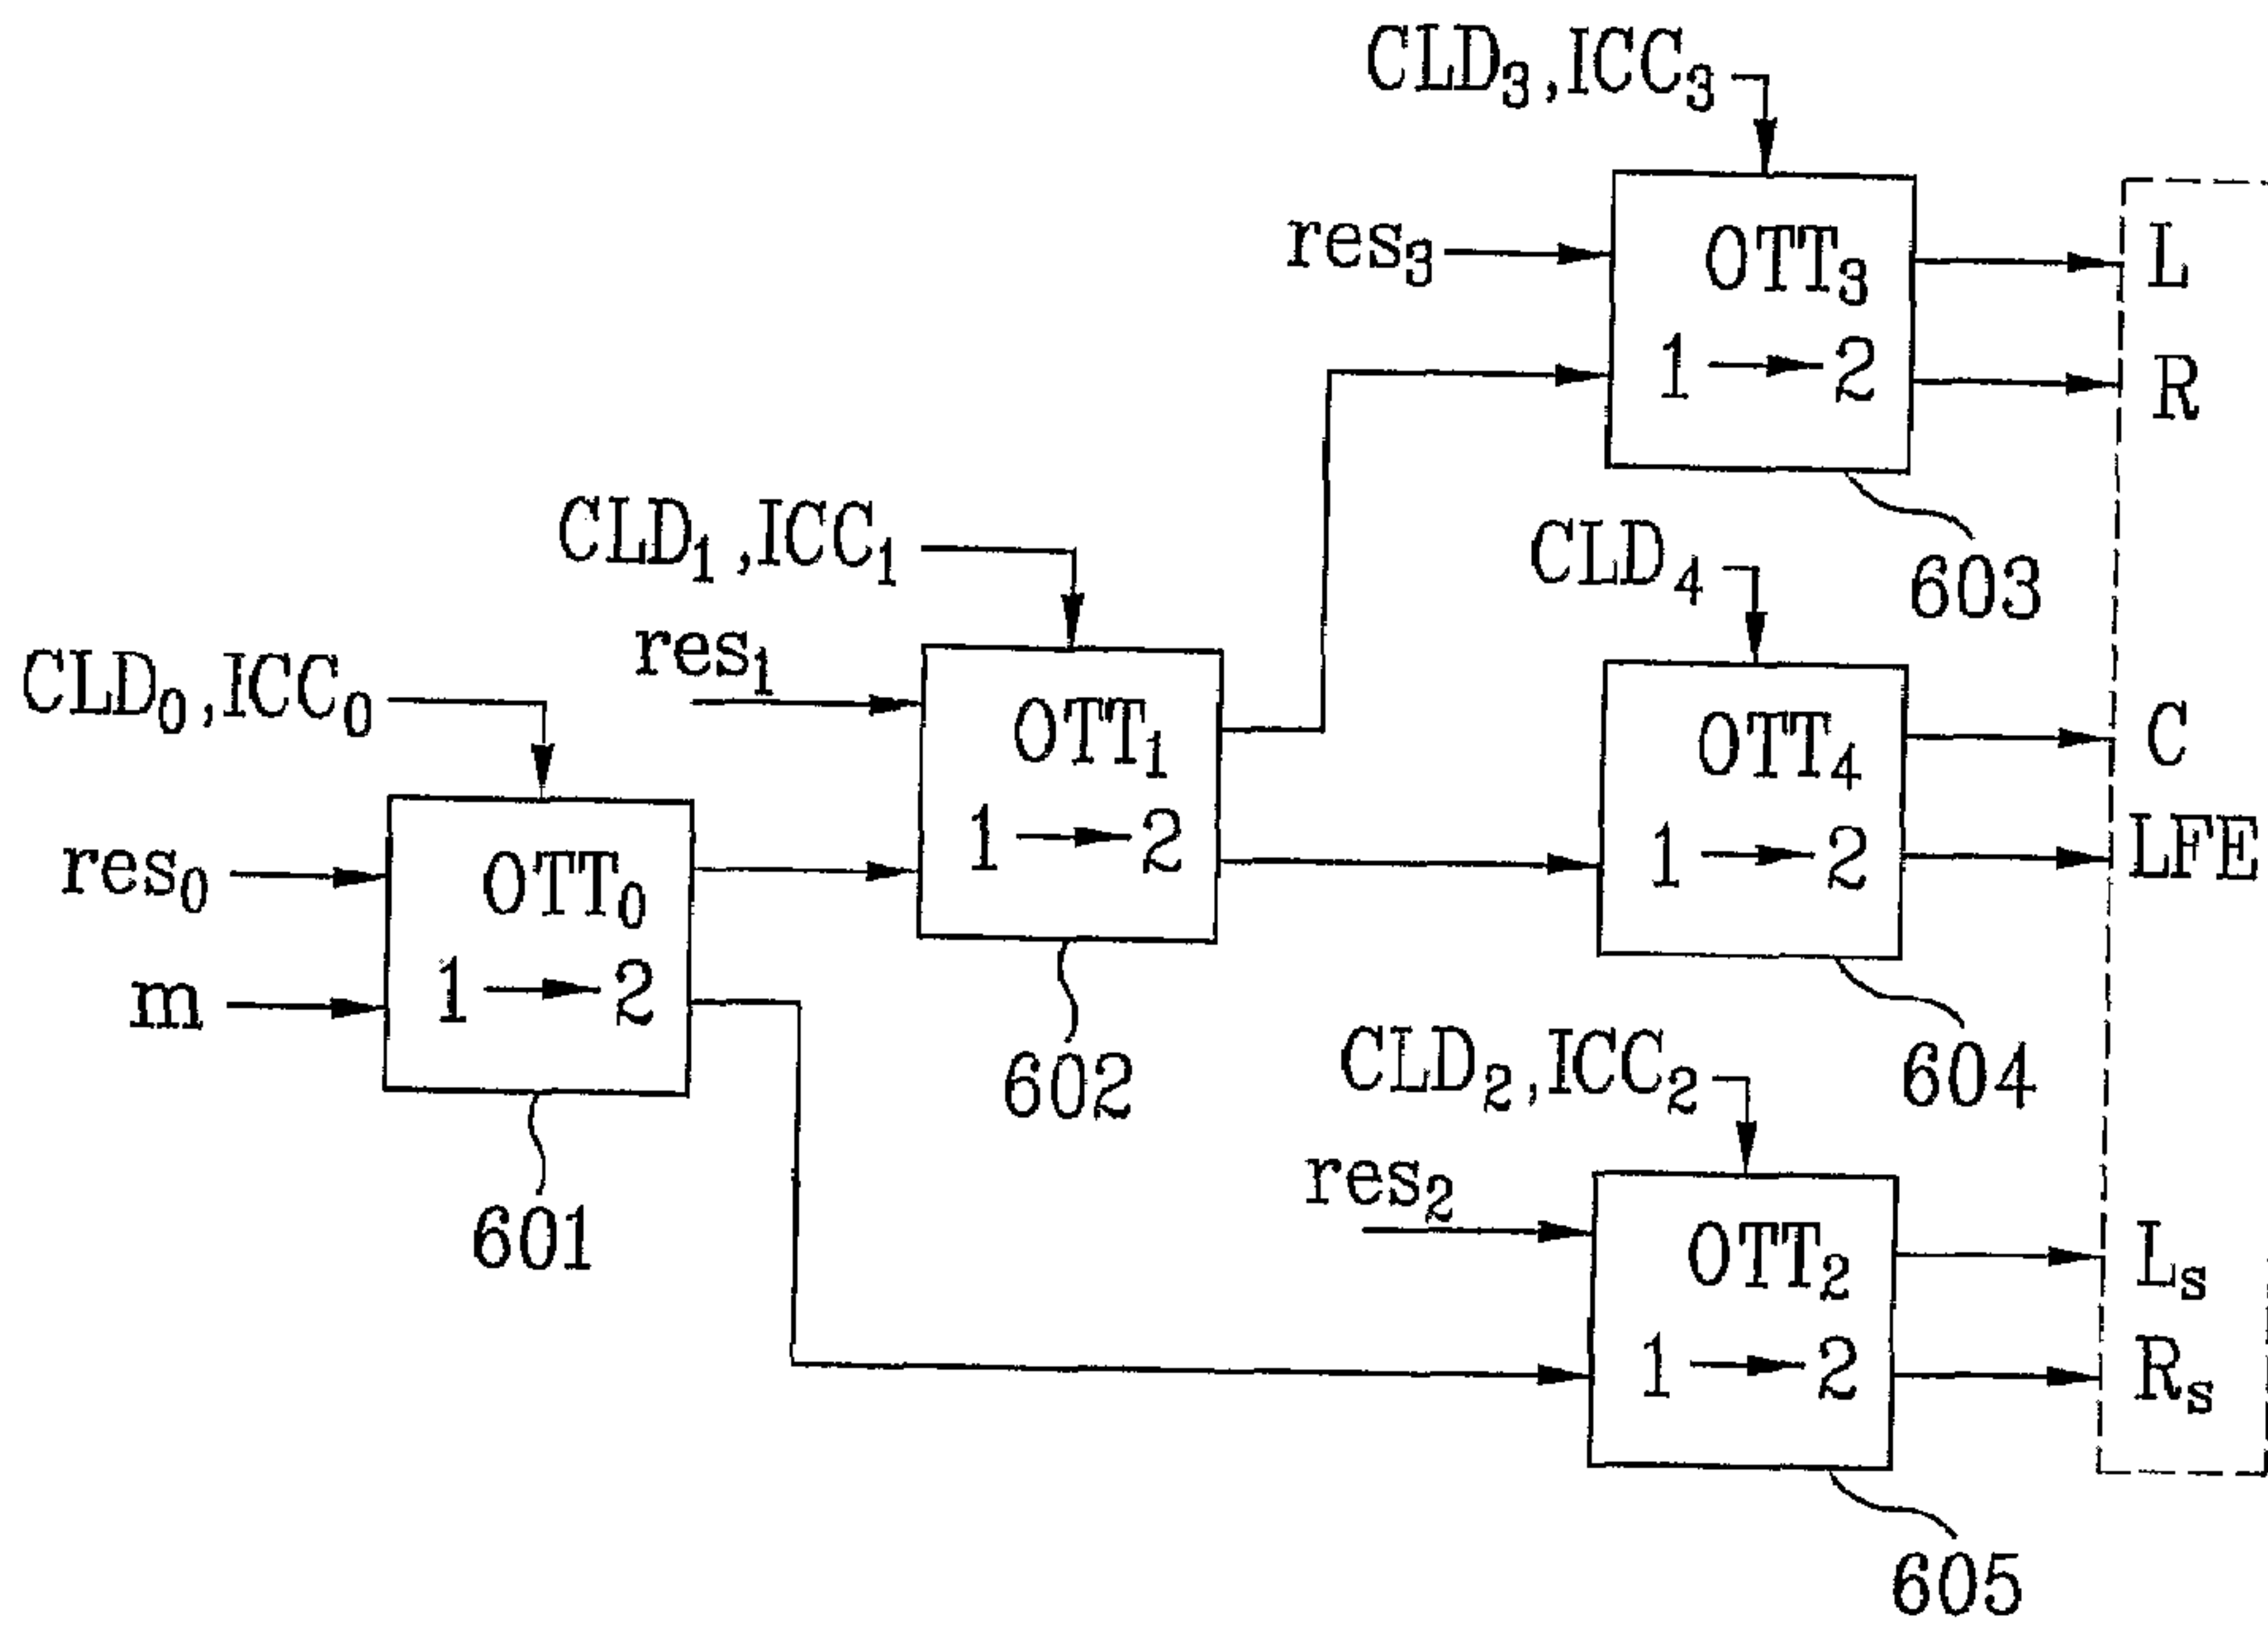 CLD₃,ICC₃
res₃
OTT₃
1 → 2
L
R
603
CLD₁,ICC₁
res₁
OTT₁
1 → 2
602
CLD₄
OTT₄
1 → 2
C
LFE
604
CLD₀,ICC₀
res₀
m
OTT₀
1 → 2
601
CLD₂,ICC₂
res₂
OTT₂
1 → 2
Lₛ
Rₛ
605